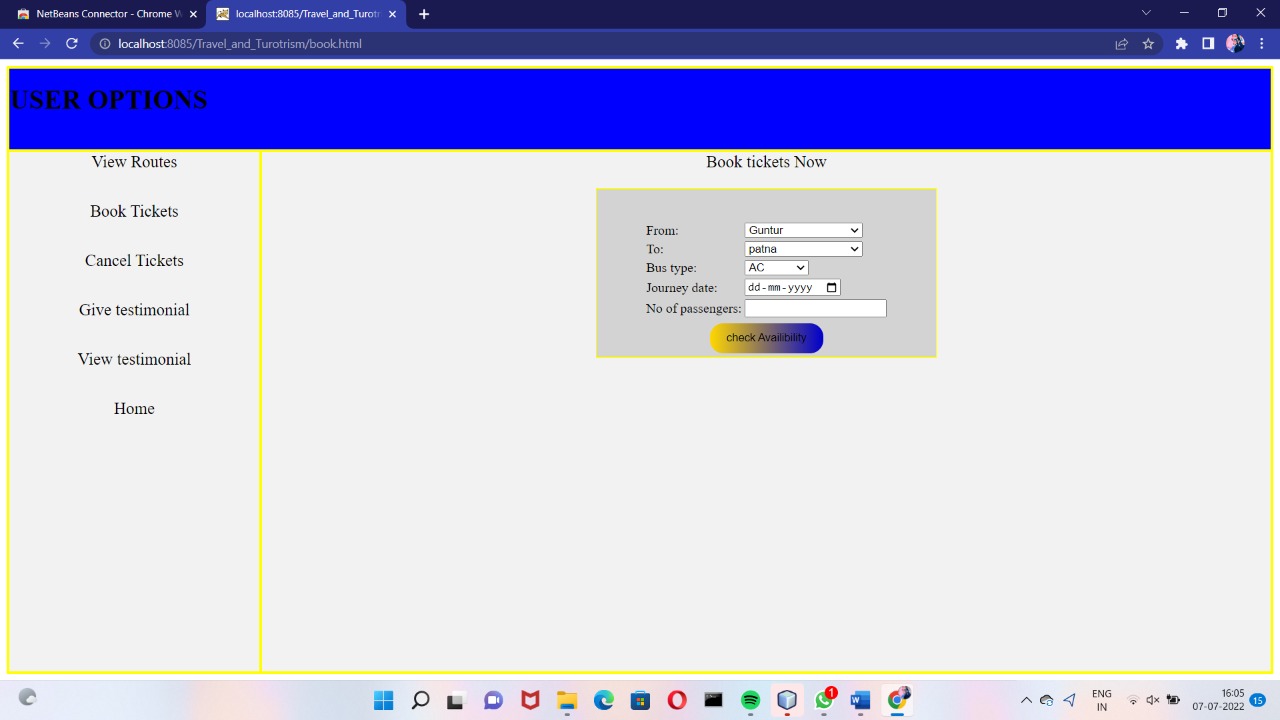 NetBeans Connector - Chrome W
localhost:8085/Travel_and_Turotr
localhost:8085/Travel_and_Turotrism/book.html
USER OPTIONS
View Routes
Book Tickets
Cancel Tickets
Give testimonial
View testimonial
Home
Book tickets Now
From: Guntur
To: patna
Bus type: AC
Journey date: dd-mm-yyyy
No of passengers:
check Availibility
1
ENG
IN
16:05
07-07-2022
15